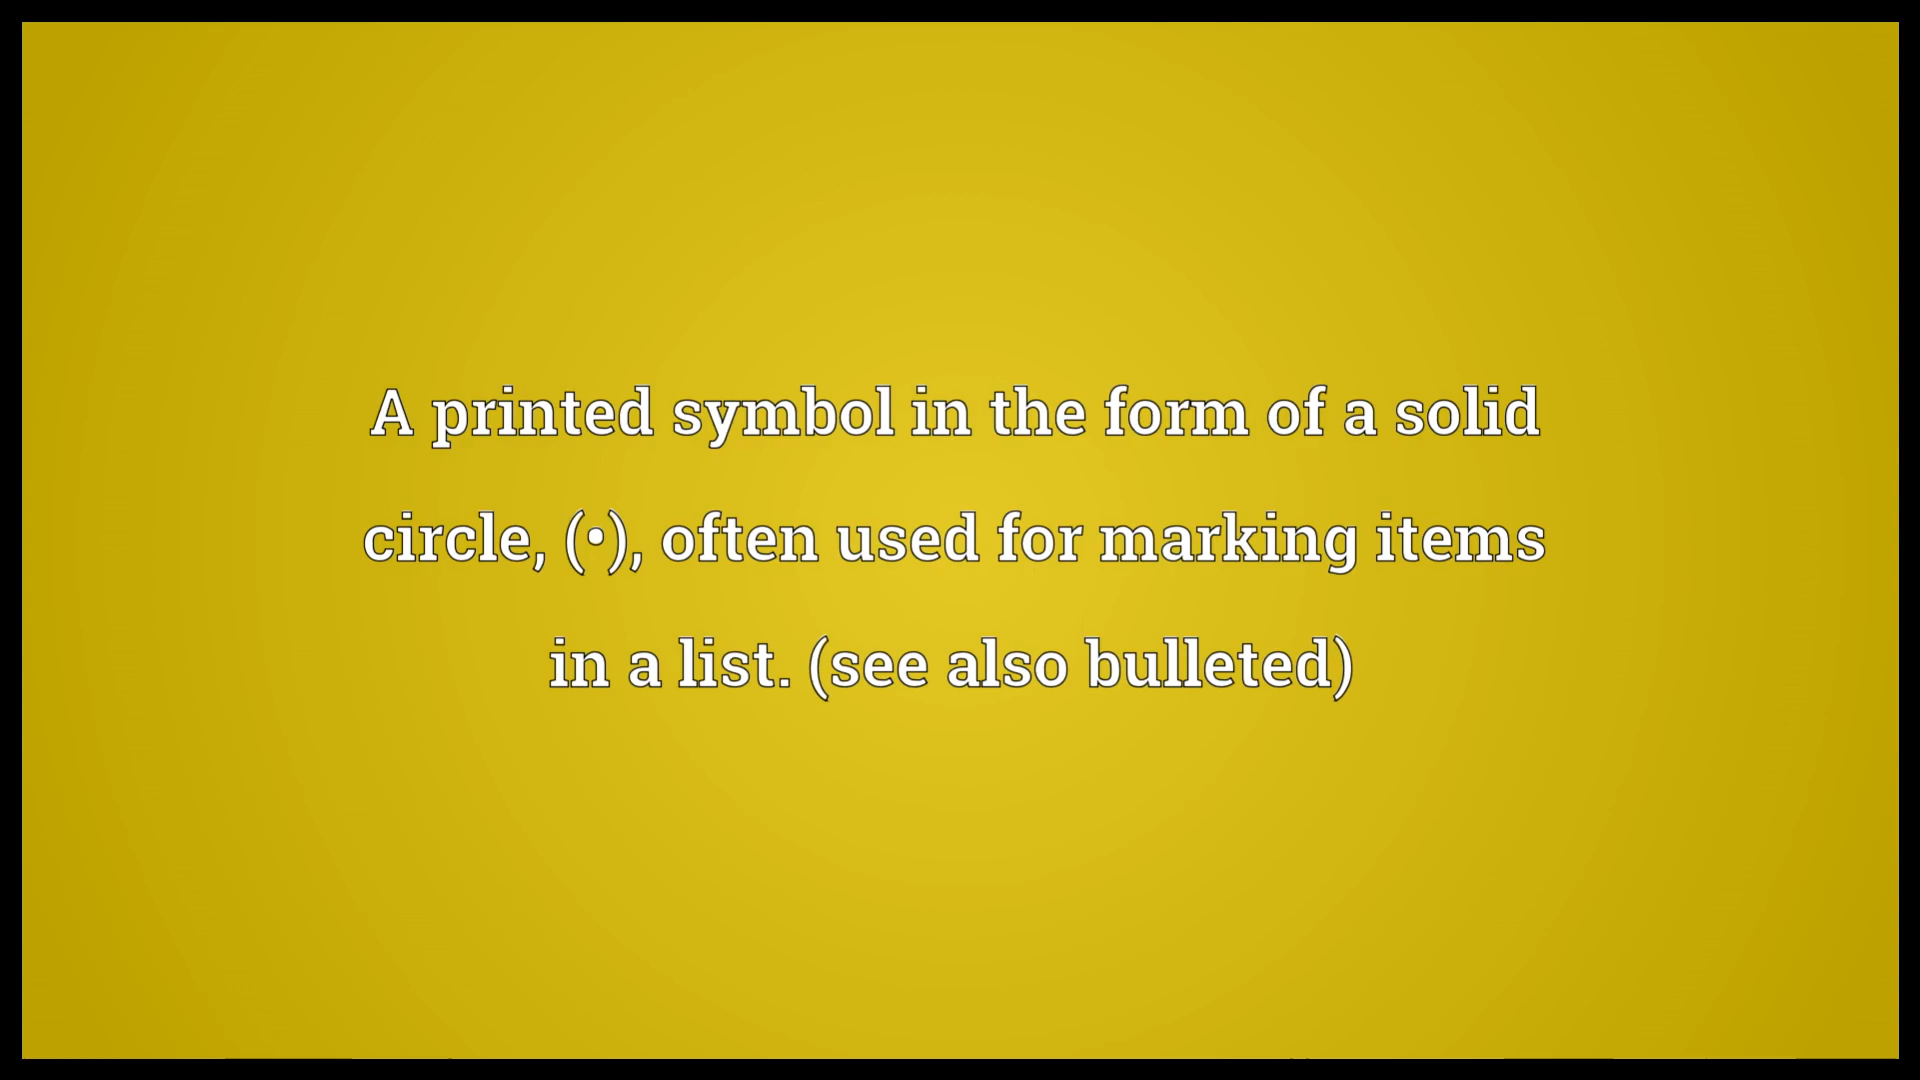 A printed symbol in the form of a solid
circle, (•), often used for marking items
in a list. (see also bulleted)